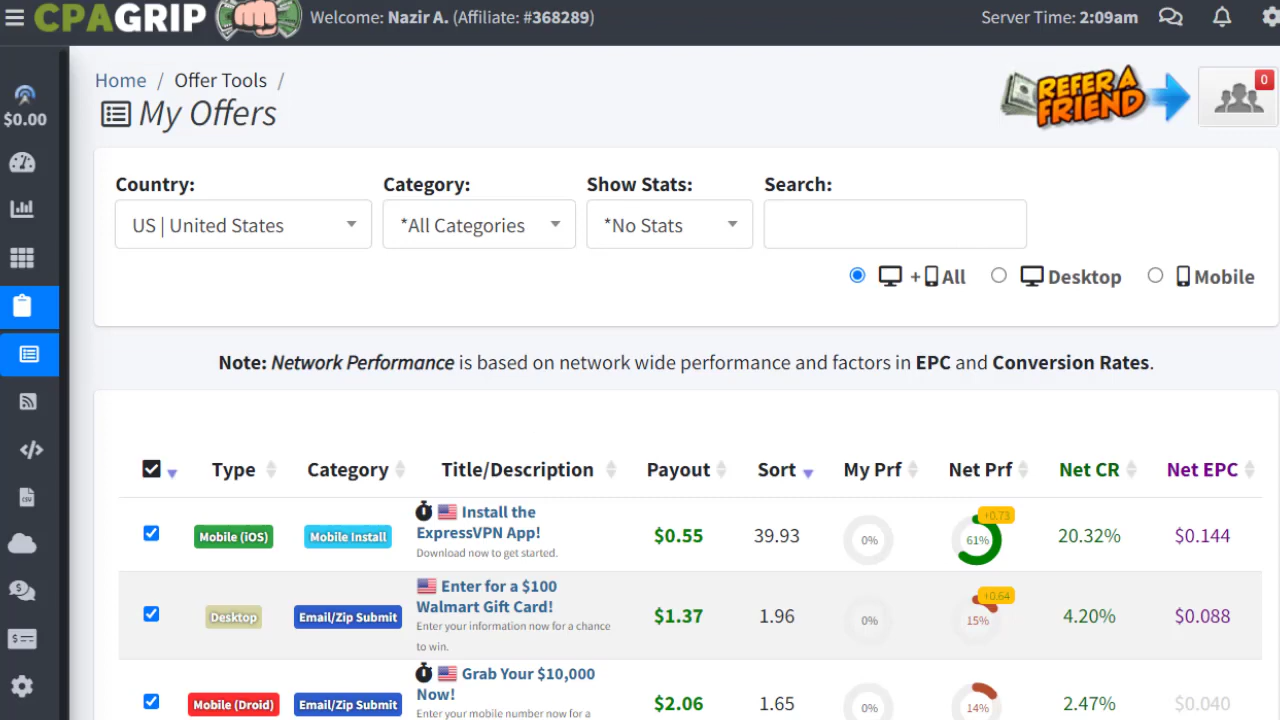 CPAGRIP Welcome: Nazir A. (Affiliate: #368289) Server Time: 2:09am
$0.00
Home / Offer Tools /
My Offers
REFER A FRIEND
0
Country: Category: Show Stats: Search:
US | United States *All Categories *No Stats
+ All Desktop Mobile
Note: Network Performance is based on network wide performance and factors in EPC and Conversion Rates.
Type Category Title/Description Payout Sort My Prf Net Prf Net CR Net EPC
Install the
ExpressVPN App!
Download now to get started.
Mobile (iOS) Mobile Install $0.55 39.93 0% 61% +0.73 20.32% $0.144
Enter for a $100
Walmart Gift Card!
Enter your information now for a chance
to win.
Desktop Email/Zip Submit $1.37 1.96 0% 15% +0.64 4.20% $0.088
Grab Your $10,000
Now!
Enter your mobile number now for a
Mobile (Droid) Email/Zip Submit $2.06 1.65 0% 14% 2.47% $0.040
CSV